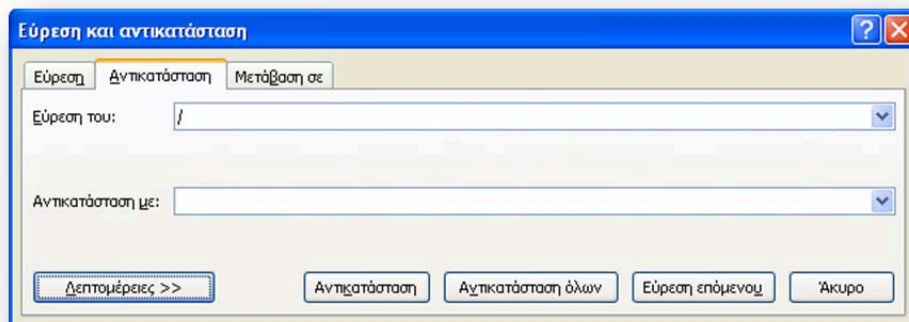 Εύρεση και αντικατάσταση
Εύρεση Αντικατάσταση Μετάβαση σε
Εύρεση του: /
Αντικατάσταση με:
Λεπτομέρειες >> Αντικατάσταση Αντικατάσταση όλων Εύρεση επόμενου Άκυρο